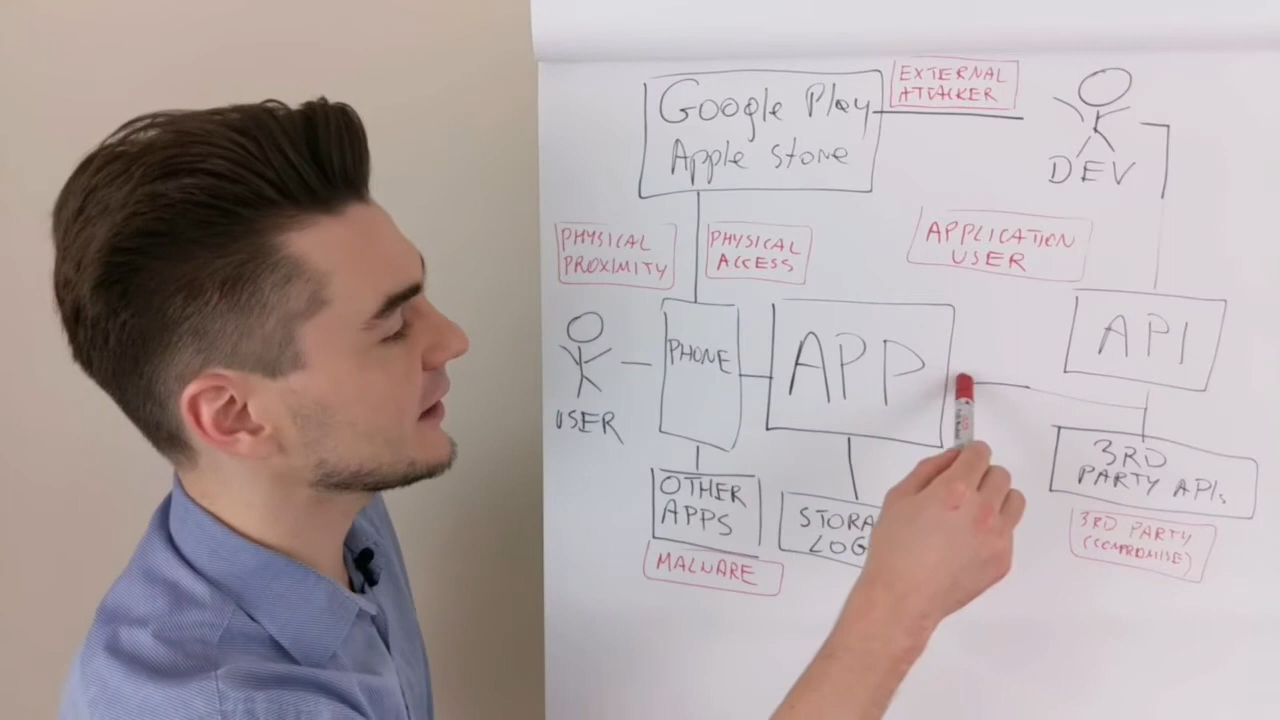 Google Play
Apple Store
EXTERNAL
ATTACKER
DEV
PHYSICAL
PROXIMITY
PHYSICAL
ACCESS
APPLICATION
USER
USER
PHONE
APP
API
OTHER
APPS
MALWARE
3RD
PARTY APIs
3RD PARTY
(COMPROMISE)